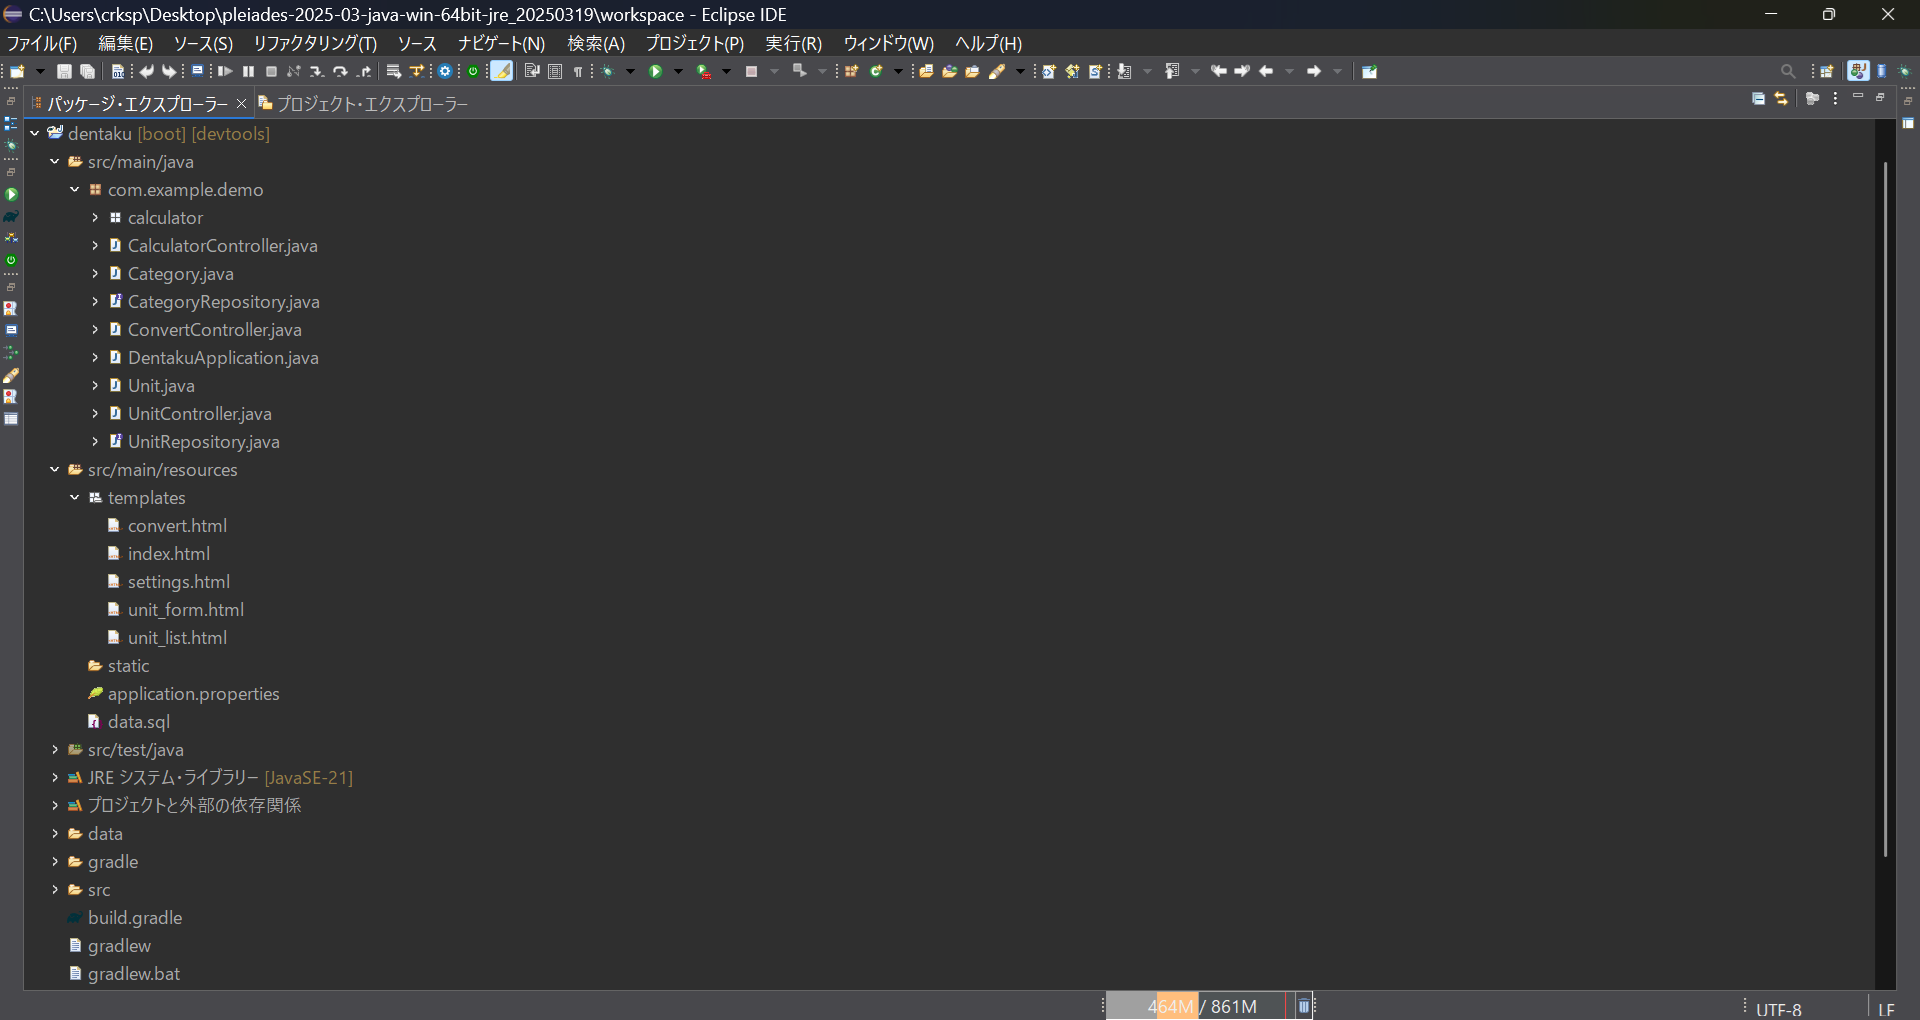 C:\Users\crksp\Desktop\pleiades-2025-03-java-win-64bit-jre_20250319\workspace - Eclipse IDE
ファイル(F) 編集(E) ソース(S) リファクタリング(T) ソース ナビゲート(N) 検索(A) プロジェクト(P) 実行(R) ウィンドウ(W) ヘルプ(H)
パッケージ・エクスプローラー プロジェクト・エクスプローラー
dentaku [boot] [devtools]
src/main/java
com.example.demo
calculator
CalculatorController.java
Category.java
CategoryRepository.java
ConvertController.java
DentakuApplication.java
Unit.java
UnitController.java
UnitRepository.java
src/main/resources
templates
convert.html
index.html
settings.html
unit_form.html
unit_list.html
static
application.properties
data.sql
src/test/java
JRE システム・ライブラリー [JavaSE-21]
プロジェクトと外部の依存関係
data
gradle
src
build.gradle
gradlew
gradlew.bat
464M / 861M
UTF-8
LF